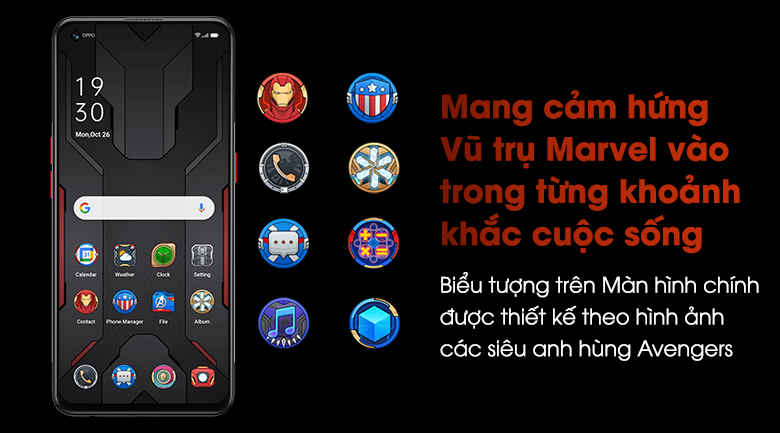 OPPO
19
30
Mon,Oct 26
G
31
Calendar
Weather
Clock
Setting
Contact
Phone Manager
File
Album
Mang cảm hứng
Vũ trụ Marvel vào
trong từng khoảnh
khắc cuộc sống
Biểu tượng trên Màn hình chính
được thiết kế theo hình ảnh
các siêu anh hùng Avengers